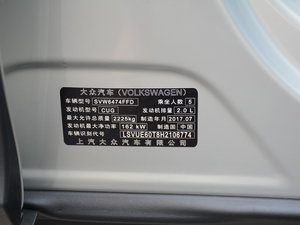 大众汽车(VOLKSWAGEN)
车辆型号 SVW6474FFD 乘坐人数 5
发动机型号 CUG 发动机排量 2.0 L
最大允许总质量 2225kg 制造年月 2017.07
发动机最大净功率 162 kW 制造国 中国
车辆识别代号 LSVUE60T8H2106774
上汽大众汽车有限公司